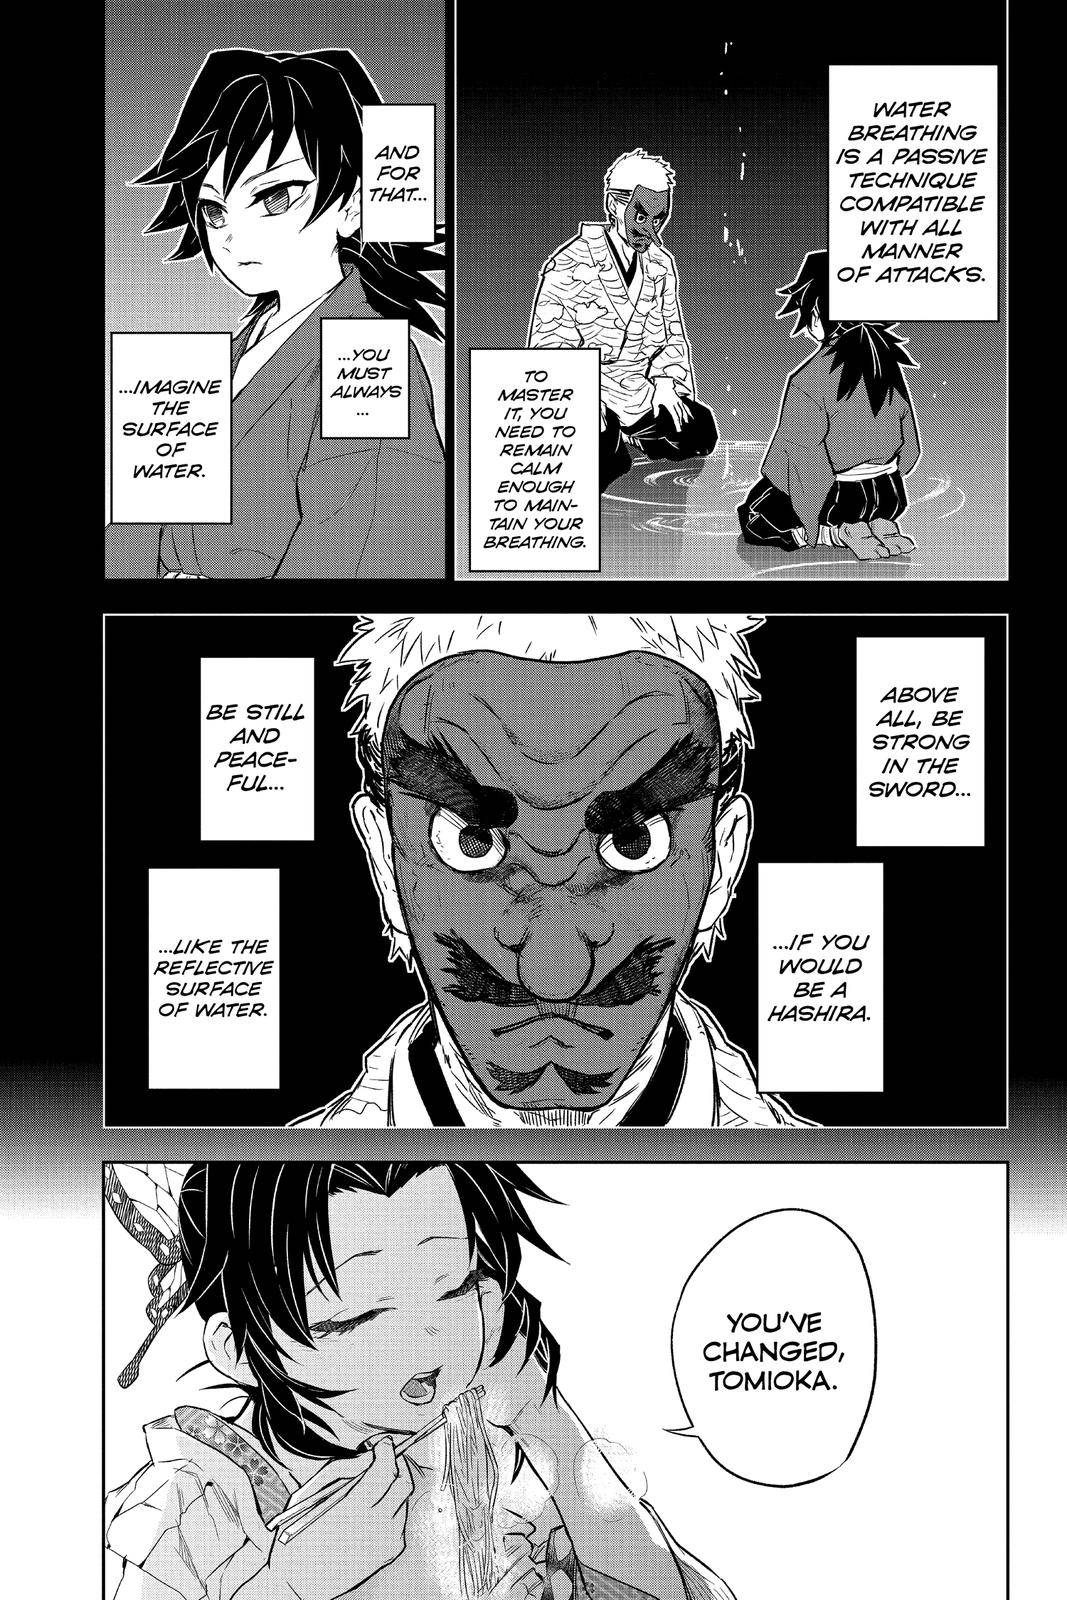 WATER
BREATHING
IS A PASSIVE
TECHNIQUE
COMPATIBLE
WITH ALL
MANNER
OF ATTACKS.
TO
MASTER
IT, YOU
NEED TO
REMAIN
CALM
ENOUGH
TO MAIN-
TAIN YOUR
BREATHING.
AND
FOR
THAT...
...YOU
MUST
ALWAYS
...
...IMAGINE
THE
SURFACE
OF
WATER.
ABOVE
ALL, BE
STRONG
IN THE
SWORD...
...IF YOU
WOULD
BE A
HASHIRA.
BE STILL
AND
PEACE-
FUL...
...LIKE THE
REFLECTIVE
SURFACE
OF WATER.
YOU'VE
CHANGED,
TOMIOKA.